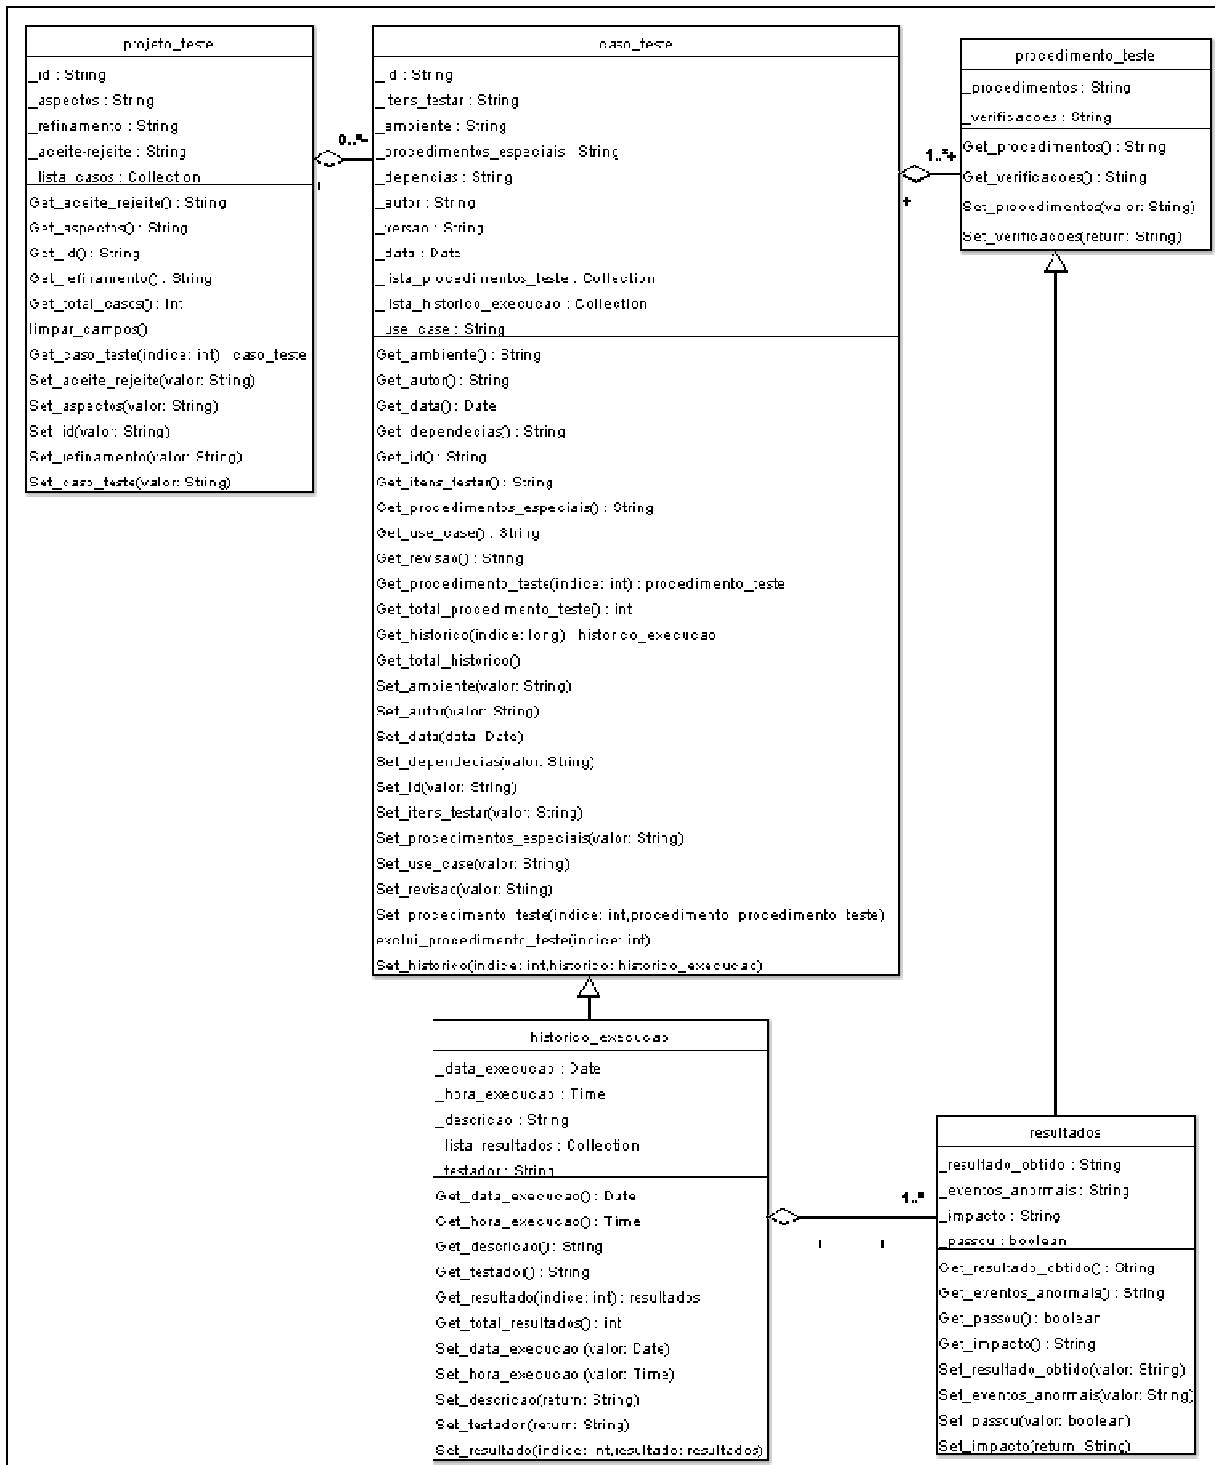 projeto_teste
_id : String
_aspectos : String
_refinamento : String
_aceite-rejeite : String
_lista_casos : Collection
Get_aceite_rejeite() : String
Get_aspectos() : String
Get_id() : String
Get_refinamento() : String
Get_total_casos() : int
limpar_campos()
Get_caso_teste(indice: int) : caso_teste
Set_aceite_rejeite(valor: String)
Set_aspectos(valor: String)
Set_id(valor: String)
Set_refinamento(valor: String)
Set_caso_teste(valor: String)
0..*-
caso_teste
_id : String
_itens_testar : String
_ambiente : String
_procedimentos_especiais : String
_depencias : String
_autor : String
_versao : String
_data : Date
_lista_procedimentos_teste : Collection
_lista_historico_execucao : Collection
_use_case : String
Get_ambiente() : String
Get_autor() : String
Get_data() : Date
Get_dependecias() : String
Get_id() : String
Get_itens_testar() : String
Get_procedimentos_especiais() : String
Get_use_case() : String
Get_revisao() : String
Get_procedimento_teste(indice: int) : procedimento_teste
Get_total_procedimento_teste() : int
Get_historico(indice: long) : historico_execucao
Get_total_historico()
Set_ambiente(valor: String)
Set_autor(valor: String)
Set_data(data: Date)
Set_dependecias(valor: String)
Set_id(valor: String)
Set_itens_testar(valor: String)
Set_procedimentos_especiais(valor: String)
Set_use_case(valor: String)
Set_revisao(valor: String)
Set_procedimento_teste(indice: int,procedimento: procedimento_teste)
exclui_procedimento_teste(indice: int)
Set_historico(indice: int,historico: historico_execucao)
1..*+
+
procedimento_teste
_procedimentos : String
_verificacoes : String
Get_procedimentos() : String
Get_verificacoes() : String
Set_procedimentos(valor: String)
Set_verificacoes(return: String)
historico_execucao
_data_execucao : Date
_hora_execucao : Time
_descricao : String
_lista_resultados : Collection
_testador : String
Get_data_execucao() : Date
Get_hora_execucao() : Time
Get_descricao() : String
Get_testado() : String
Get_resultado(indice: int) : resultados
Get_total_resultados() : int
Set_data_execucao (valor: Date)
Set_hora_execucao (valor: Time)
Set_descricao(return: String)
Set_testador(return: String)
Set_resultado(indice: int,resultado: resultados)
1..*
resultados
_resultado_obtido : String
_eventos_anormais : String
_impacto : String
_passou : boolean
Get_resultado_obtido() : String
Get_eventos_anormais() : String
Get_passou() : boolean
Get_impacto() : String
Set_resultado_obtido(valor: String)
Set_eventos_anormais(valor: String)
Set_passou(valor: boolean)
Set_impacto(return: String)